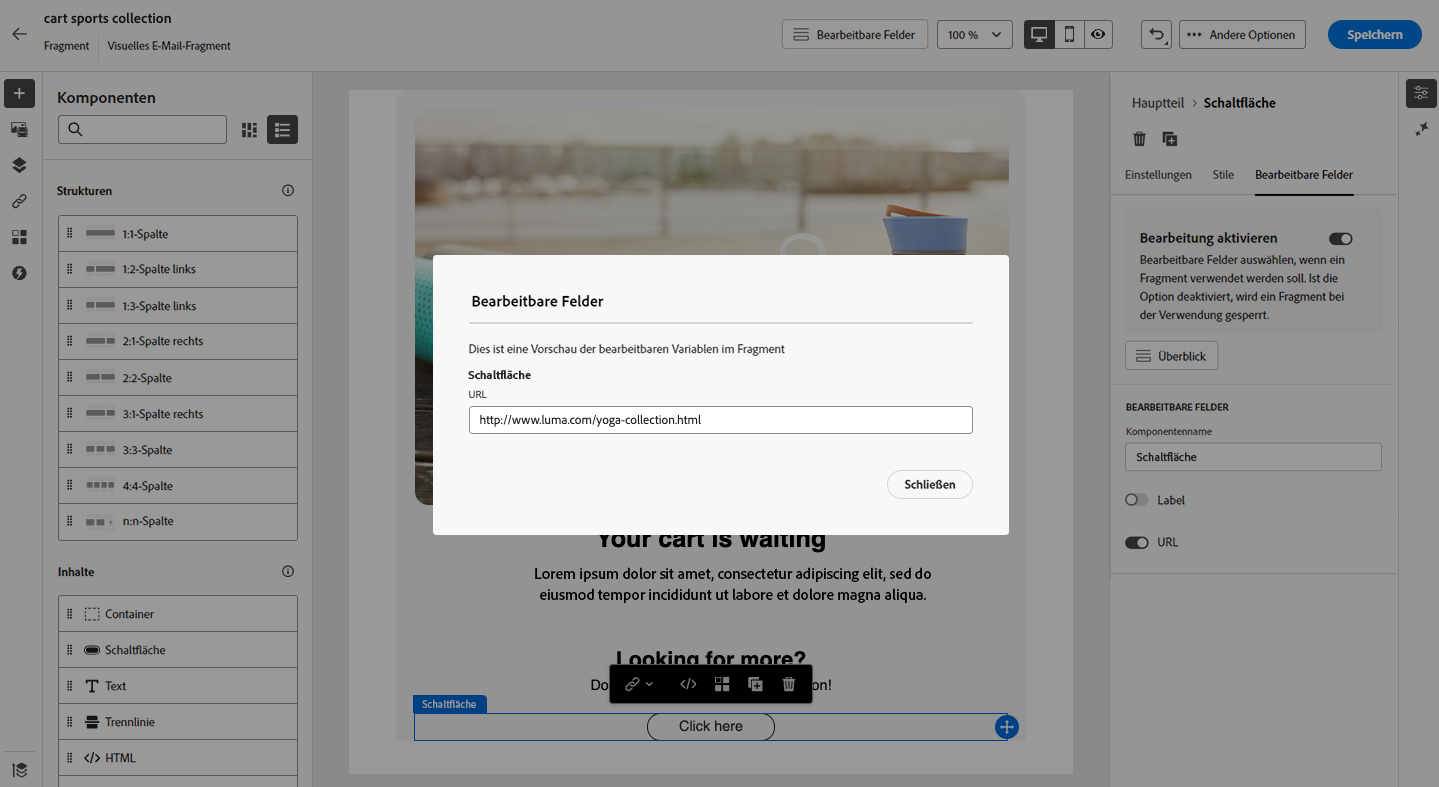 cart sports collection
Fragment Visuelles E-Mail-Fragment
Bearbeitbare Felder
100 %
Andere Optionen
Speichern
Komponenten
Strukturen
1:1-Spalte
1:2-Spalte links
1:3-Spalte links
2:1-Spalte rechts
2:2-Spalte
3:1-Spalte rechts
3:3-Spalte
4:4-Spalte
n:n-Spalte
Inhalte
Container
Schaltfläche
Text
Trennlinie
HTML
Bearbeitbare Felder
Dies ist eine Vorschau der bearbeitbaren Variablen im Fragment
Schaltfläche
URL
http://www.luma.com/yoga-collection.html
Schließen
Your cart is waiting
Lorem ipsum dolor sit amet, consectetur adipiscing elit, sed do
eiusmod tempor incididunt ut labore et dolore magna aliqua.
Looking for more?
Schaltfläche
Click here
Hauptteil > Schaltfläche
Einstellungen Stile Bearbeitbare Felder
Bearbeitung aktivieren
Bearbeitbare Felder auswählen, wenn ein
Fragment verwendet werden soll. Ist die
Option deaktiviert, wird ein Fragment bei
der Verwendung gesperrt.
Überblick
BEARBEITBARE FELDER
Komponentenname
Schaltfläche
Label
URL